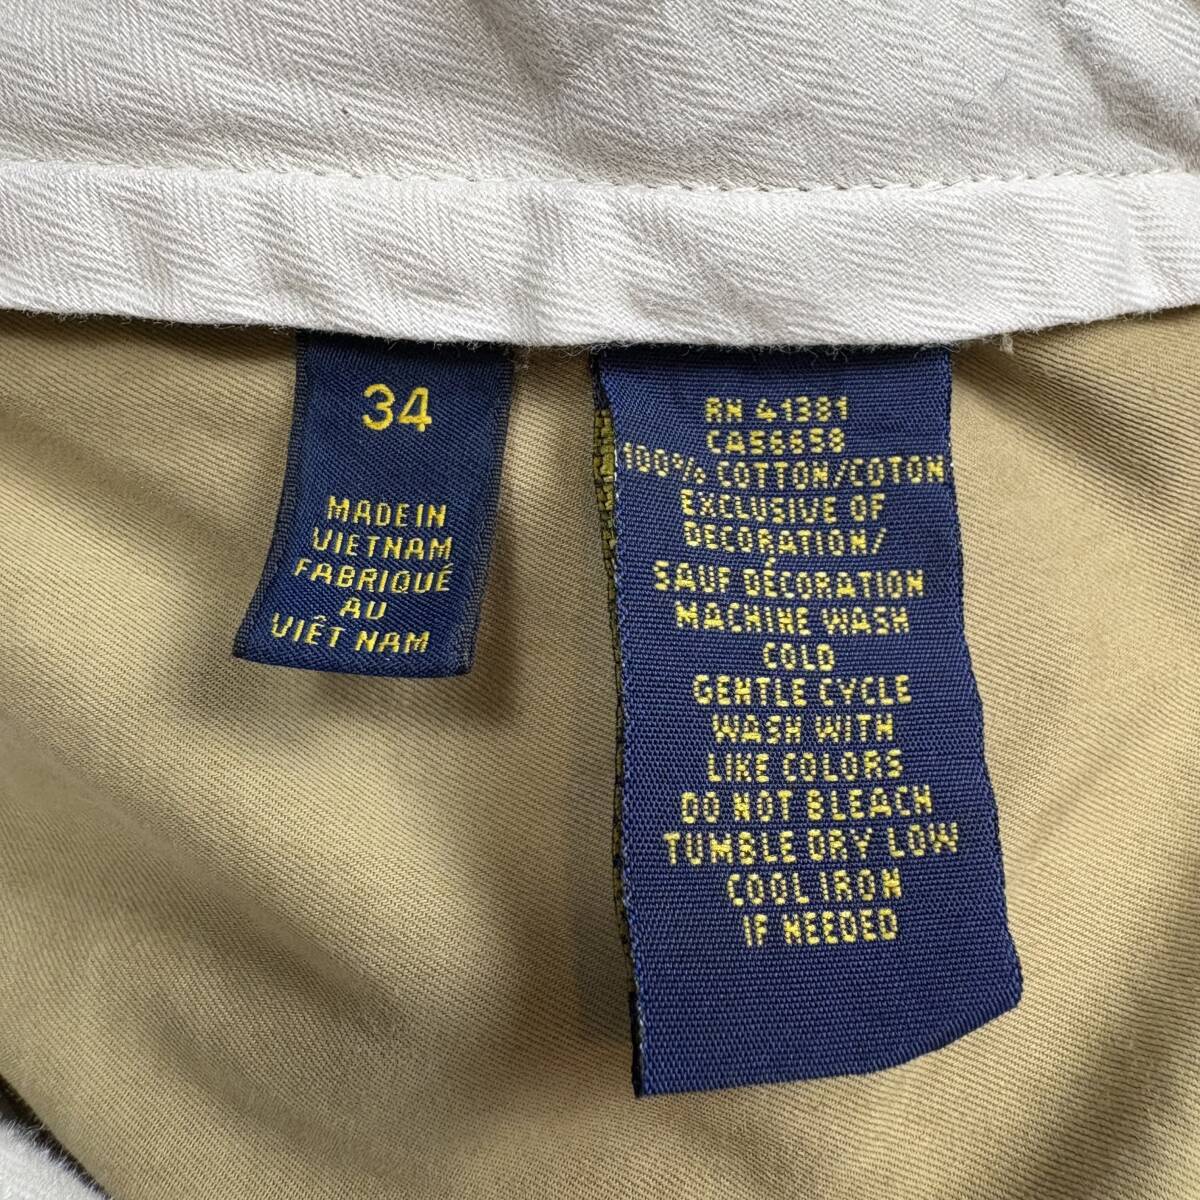 34
MADE IN
VIETNAM
FABRIQUÉ
AU
VIÊT NAM
RN 41381
CA56658
100% COTTON/COTON
EXCLUSIVE OF
DECORATION/
SAUF DÉCORATION
MACHINE WASH
COLD
GENTLE CYCLE
WASH WITH
LIKE COLORS
DO NOT BLEACH
TUMBLE DRY LOW
COOL IRON
IF NEEDED